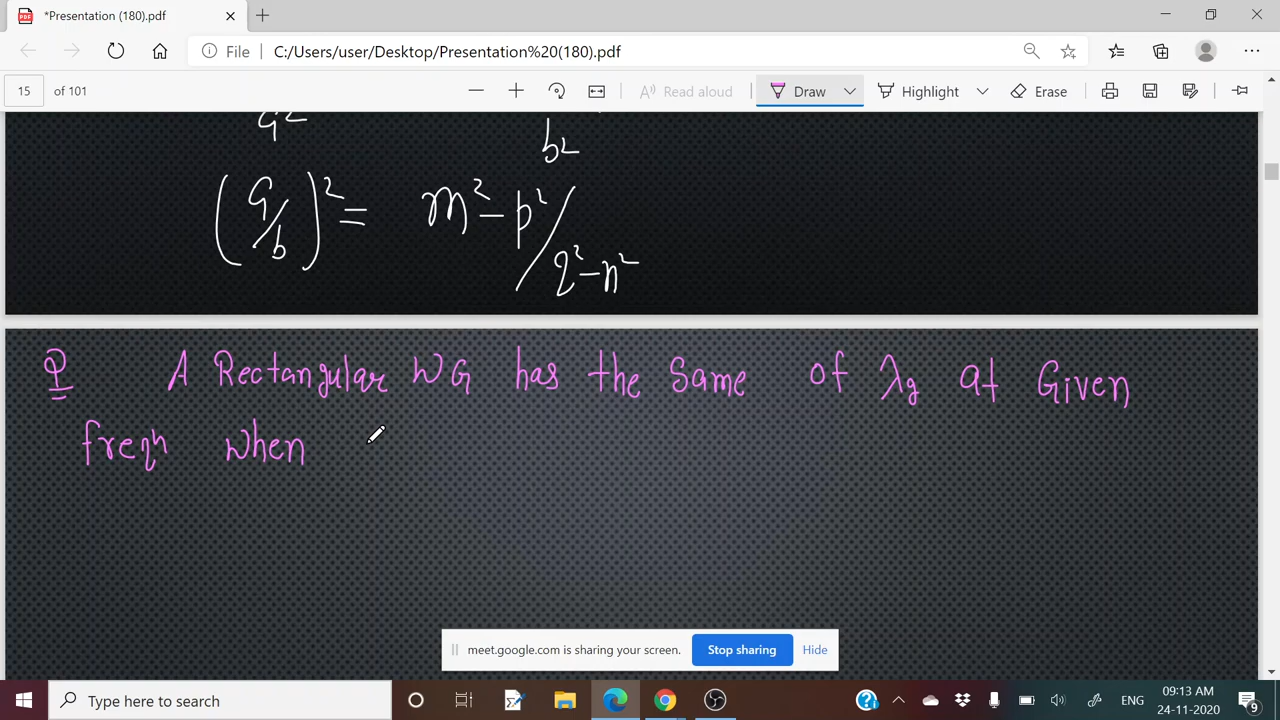 *Presentation (180).pdf
File C:/Users/user/Desktop/Presentation%20(180).pdf
15 of 101 Read aloud Draw Highlight Erase
a2
b2
(a/b)² = m² - p² / q² - n²
Q A Rectangular WG has the Same of λg at Given
freqn when
meet.google.com is sharing your screen. Stop sharing Hide
Type here to search
ENG
09:13 AM
24-11-2020
9